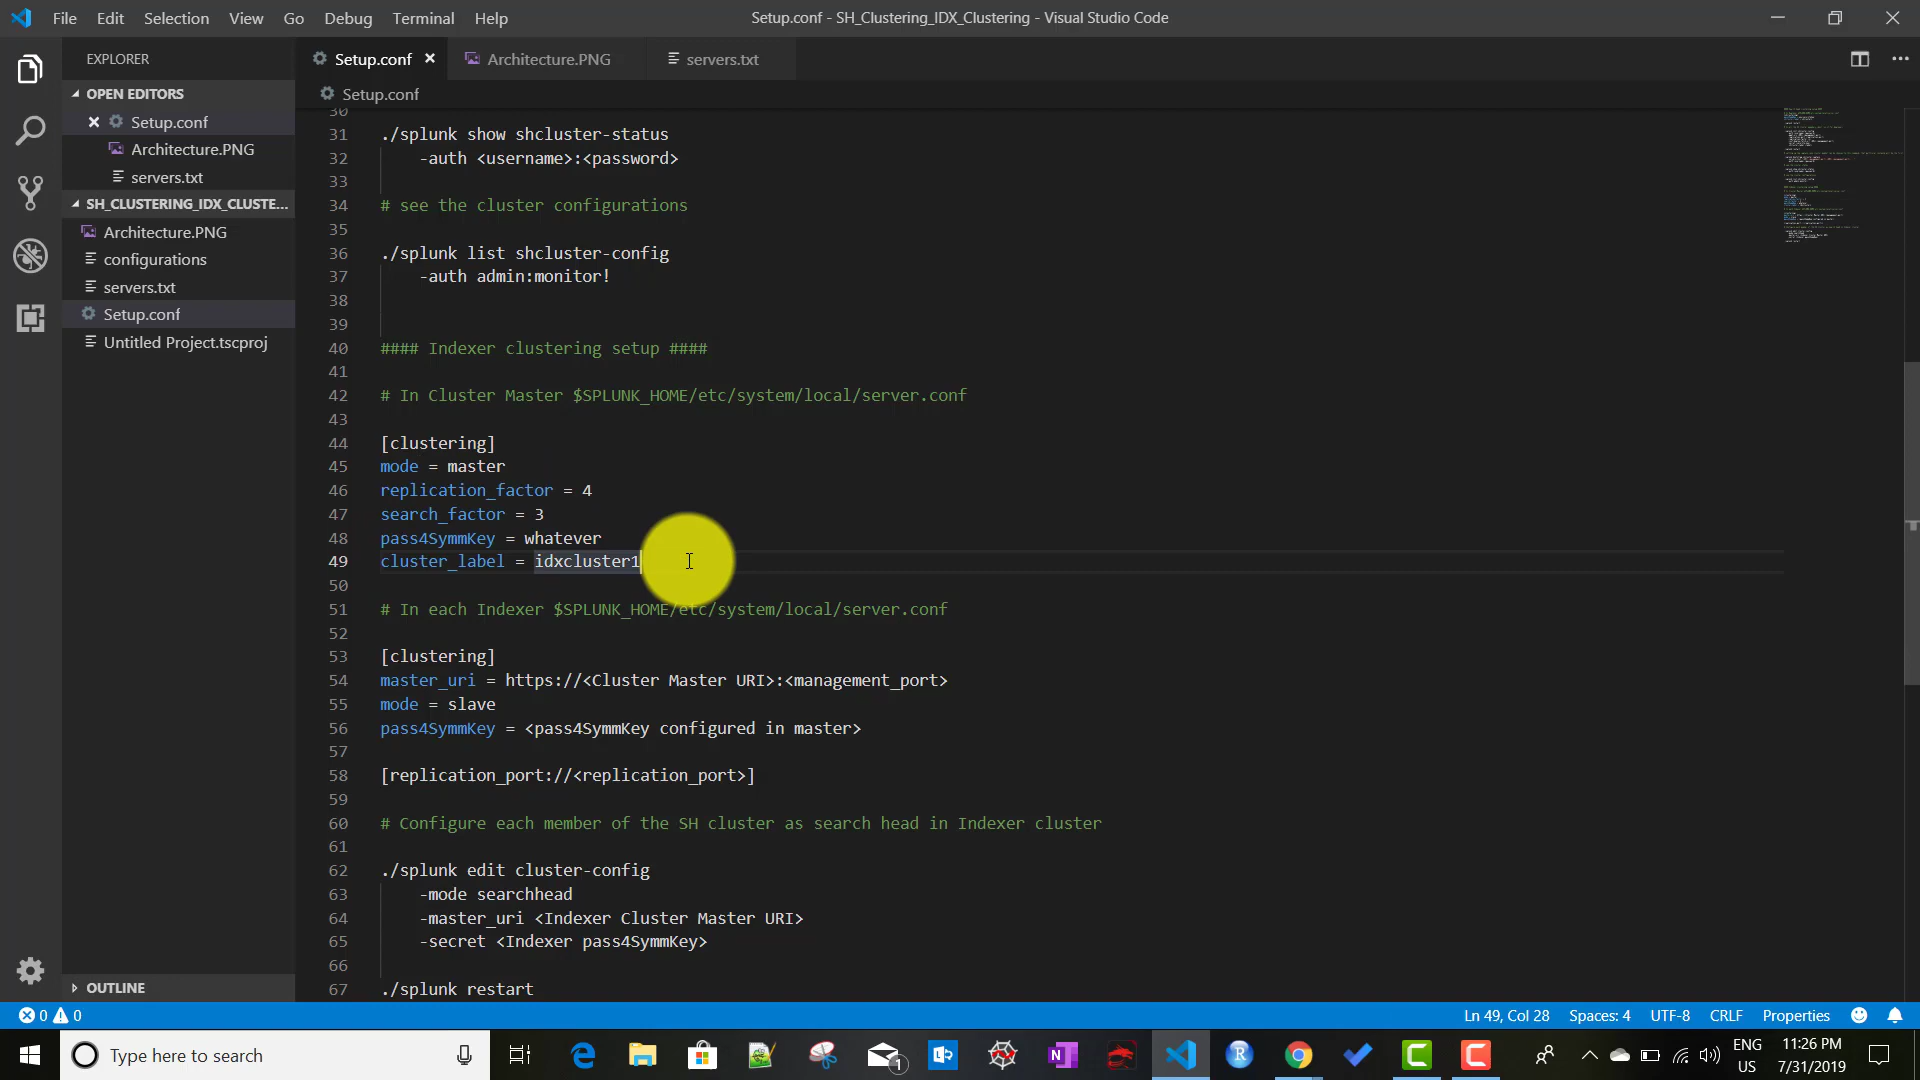 File Edit Selection View Go Debug Terminal Help
Setup.conf - SH_Clustering_IDX_Clustering - Visual Studio Code
EXPLORER
OPEN EDITORS
Setup.conf
Architecture.PNG
servers.txt
SH_CLUSTERING_IDX_CLUSTE...
Architecture.PNG
configurations
servers.txt
Setup.conf
Untitled Project.tscproj
OUTLINE
Setup.conf Architecture.PNG servers.txt
Setup.conf
30
31 ./splunk show shcluster-status
32 -auth <username>:<password>
33
34 # see the cluster configurations
35
36 ./splunk list shcluster-config
37 -auth admin:monitor!
38
39
40 #### Indexer clustering setup ####
41
42 # In Cluster Master $SPLUNK_HOME/etc/system/local/server.conf
43
44 [clustering]
45 mode = master
46 replication_factor = 4
47 search_factor = 3
48 pass4SymmKey = whatever
49 cluster_label = idxcluster1
50
51 # In each Indexer $SPLUNK_HOME/etc/system/local/server.conf
52
53 [clustering]
54 master_uri = https://<Cluster Master URI>:<management_port>
55 mode = slave
56 pass4SymmKey = <pass4SymmKey configured in master>
57
58 [replication_port://<replication_port>]
59
60 # Configure each member of the SH cluster as search head in Indexer cluster
61
62 ./splunk edit cluster-config
63 -mode searchhead
64 -master_uri <Indexer Cluster Master URI>
65 -secret <Indexer pass4SymmKey>
66
67 ./splunk restart
0 0
Ln 49, Col 28 Spaces: 4 UTF-8 CRLF Properties
Type here to search
1
ENG
US
11:26 PM
7/31/2019